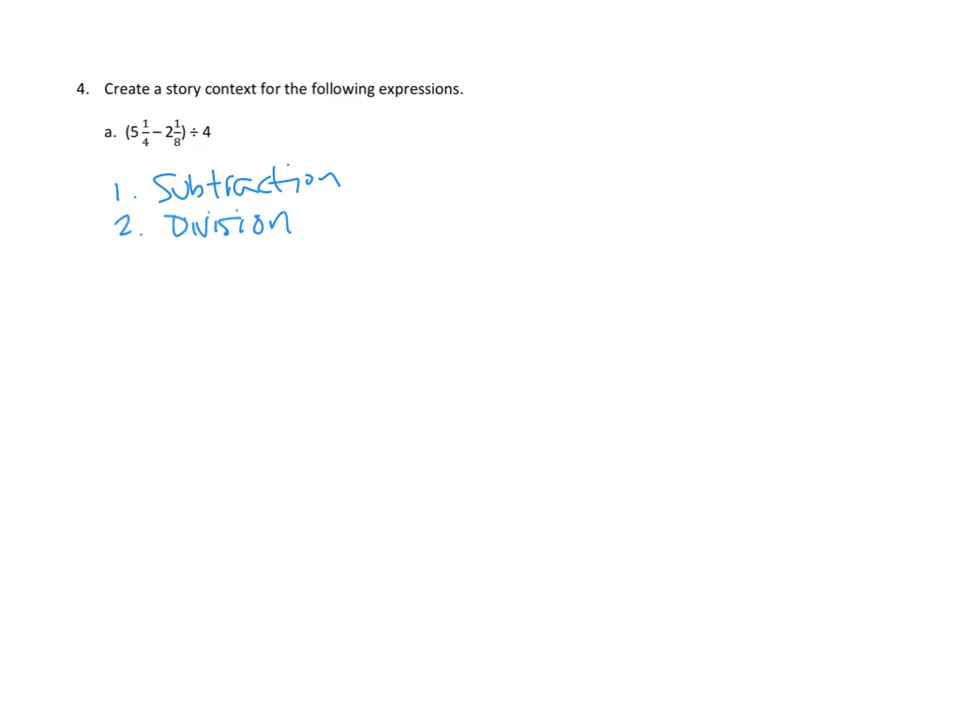 4. Create a story context for the following expressions.
a. (5 1/4 – 2 1/8) ÷ 4
1. Subtraction
2. Division